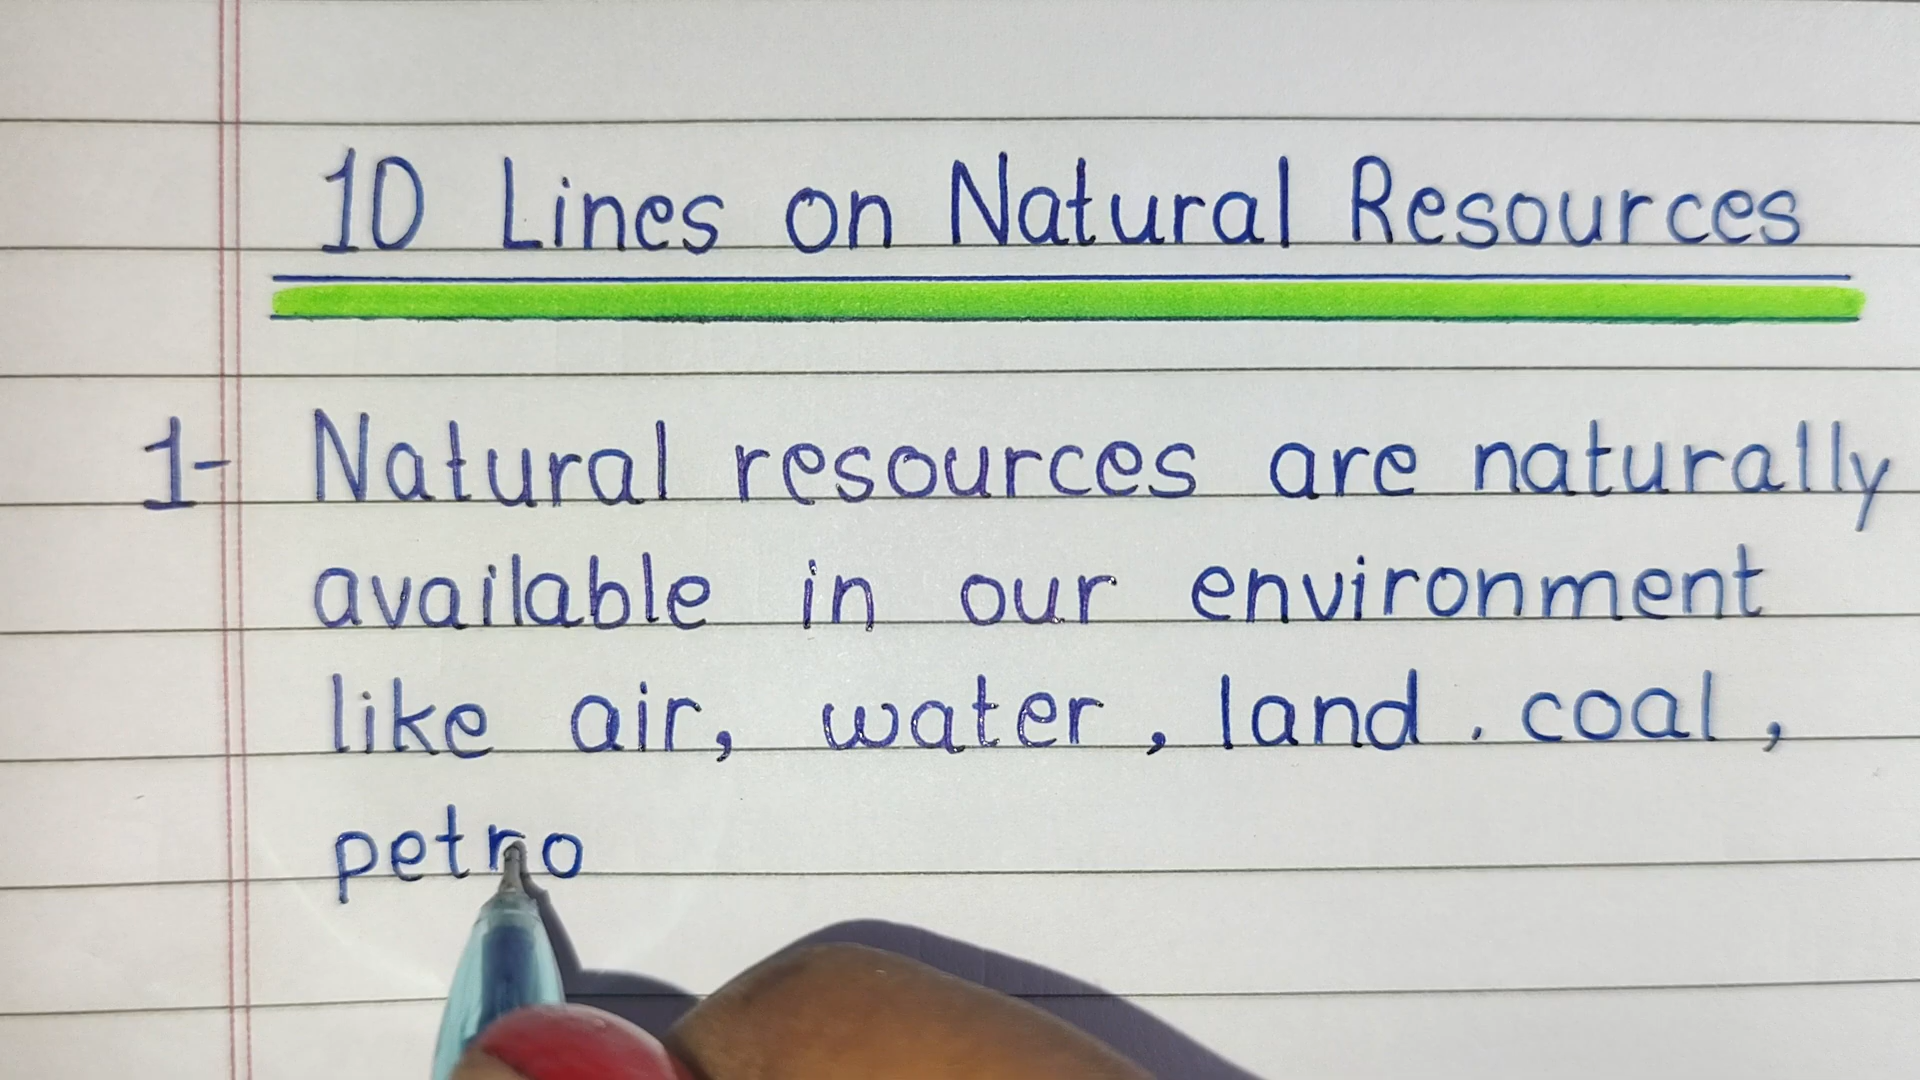 10 Lines on Natural Resources
1- Natural resources are naturally
available in our environment
like air, water, land . coal,
petro